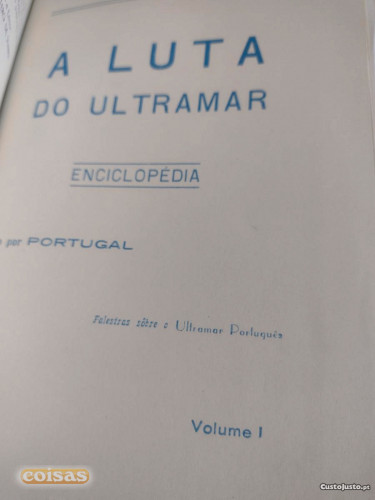 A LUTA
DO ULTRAMAR
ENCICLOPÉDIA
por PORTUGAL
Palestras sôbre o Ultramar Português
Volume I
coisas
CustoJusto.pt